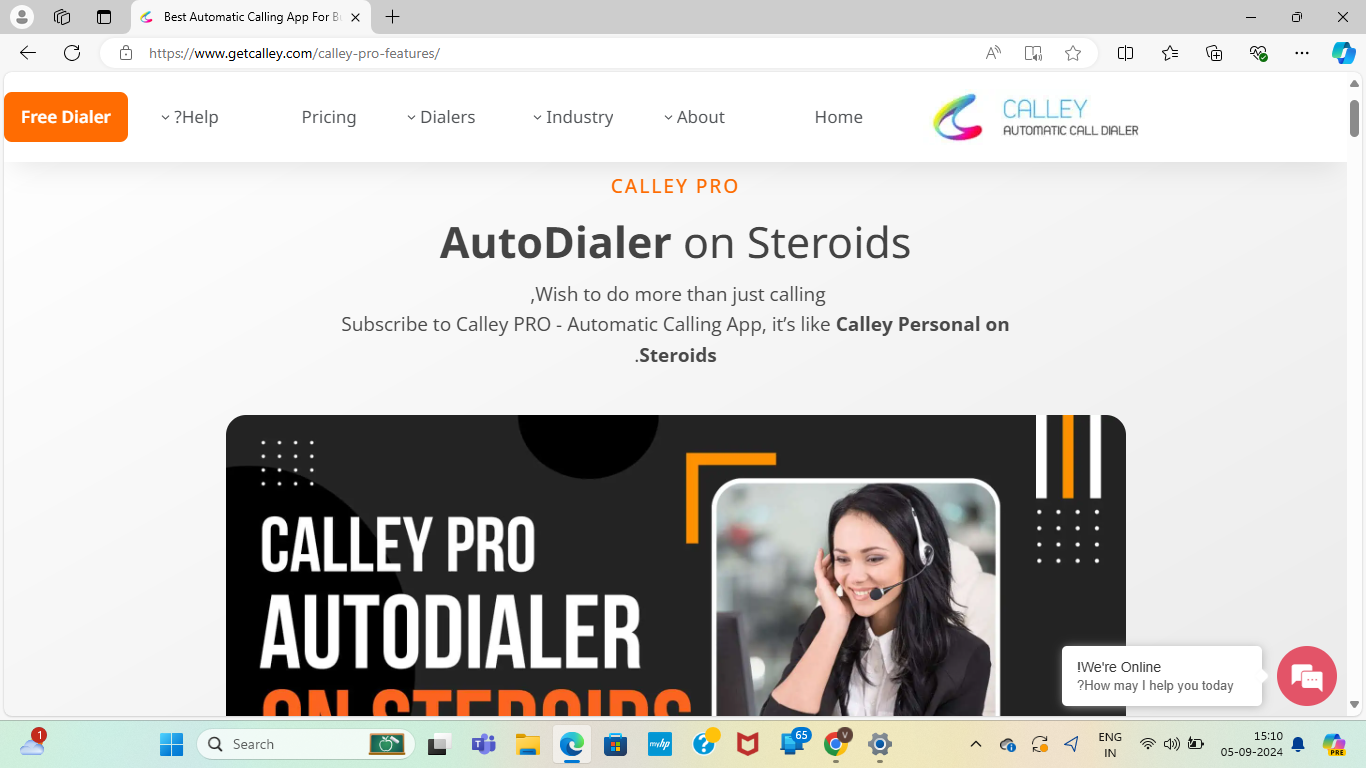 Best Automatic Calling App For Bu
https://www.getcalley.com/calley-pro-features/
Free Dialer
?Help
Pricing
Dialers
Industry
About
Home
CALLEY
AUTOMATIC CALL DIALER
CALLEY PRO
AutoDialer on Steroids
,Wish to do more than just calling
Subscribe to Calley PRO - Automatic Calling App, it’s like Calley Personal on
.Steroids
CALLEY PRO
AUTODIALER
ON STEROIDS
!We're Online
?How may I help you today
1
Search
myhp
65
V
ENG
IN
15:10
05-09-2024
PRE